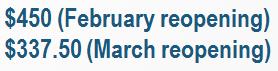 $450 (February reopening)
$337.50 (March reopening)